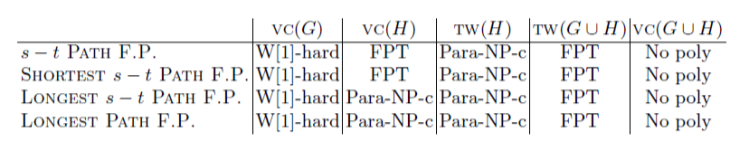 VC(G) VC(H) TW(H) TW(G ∪ H) VC(G ∪ H)
s − t PATH F.P. W[1]-hard FPT Para-NP-c FPT No poly
SHORTEST s − t PATH F.P. W[1]-hard FPT Para-NP-c FPT No poly
LONGEST s − t PATH F.P. W[1]-hard Para-NP-c Para-NP-c FPT No poly
LONGEST PATH F.P. W[1]-hard Para-NP-c Para-NP-c FPT No poly